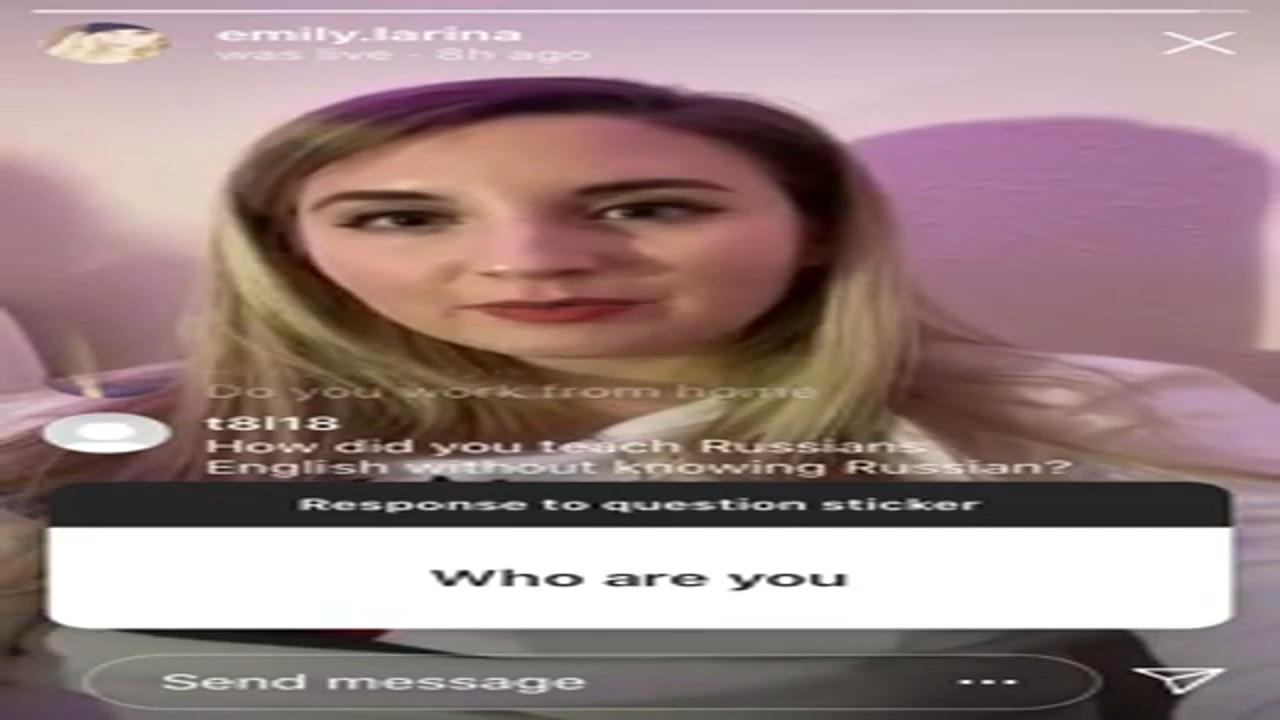 emily.larina
was live · 8h ago
Do you work from home
t8l18
How did you teach Russians
English without knowing Russian?
Response to question sticker
Who are you
Send message